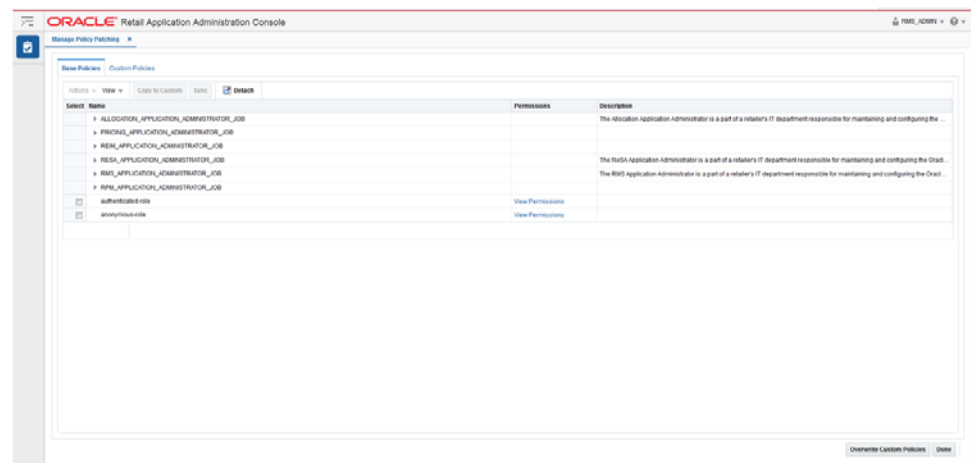 ORACLE Retail Application Administration Console RMS_ADMIN
Manage Policy Patching ×
Base Policies Custom Policies
Actions View Copy to Custom Sync Detach
Select Name Permissions Description
ALLOCATION_APPLICATION_ADMINISTRATOR_JOB The Allocation Application Administrator is a part of a retailer's IT department responsible for maintaining and configuring the ...
PRICING_APPLICATION_ADMINISTRATOR_JOB
REIM_APPLICATION_ADMINISTRATOR_JOB
RESA_APPLICATION_ADMINISTRATOR_JOB The ReSA Application Administrator is a part of a retailer's IT department responsible for maintaining and configuring the Oracl...
RMS_APPLICATION_ADMINISTRATOR_JOB The RMS Application Administrator is a part of a retailer's IT department responsible for maintaining and configuring the Oracl...
RPM_APPLICATION_ADMINISTRATOR_JOB
authenticated-role View Permissions
anonymous-role View Permissions
Overwrite Custom Policies Done